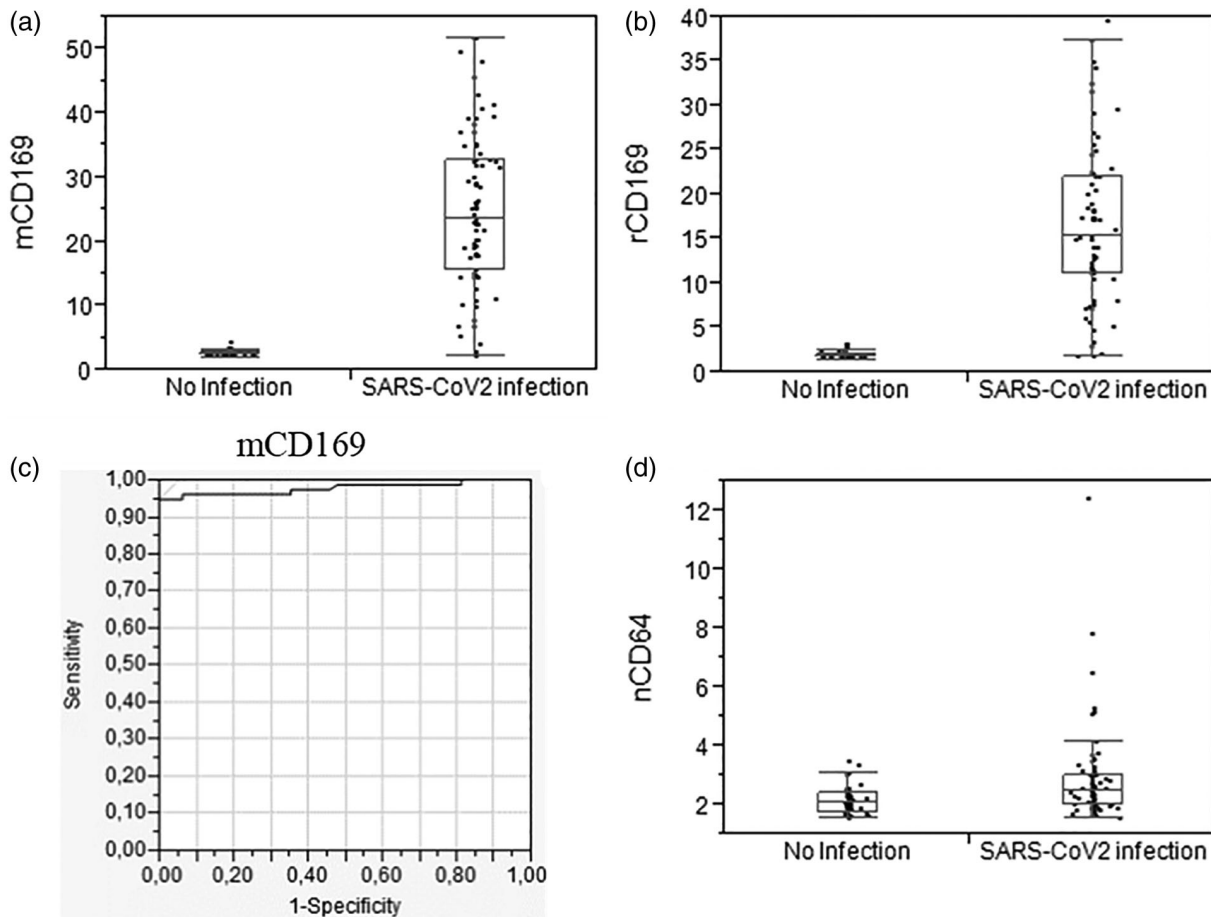 (a)
mCD169
50
40
30
20
10
0
No Infection
SARS-CoV2 infection
(b)
rCD169
40
35
30
25
20
15
10
5
0
No Infection
SARS-CoV2 infection
(c)
mCD169
Sensitivity
1,00
0,90
0,80
0,70
0,60
0,50
0,40
0,30
0,20
0,10
0,00
0,00 0,20 0,40 0,60 0,80 1,00
1-Specificity
(d)
nCD64
12
10
8
6
4
2
No Infection
SARS-CoV2 infection